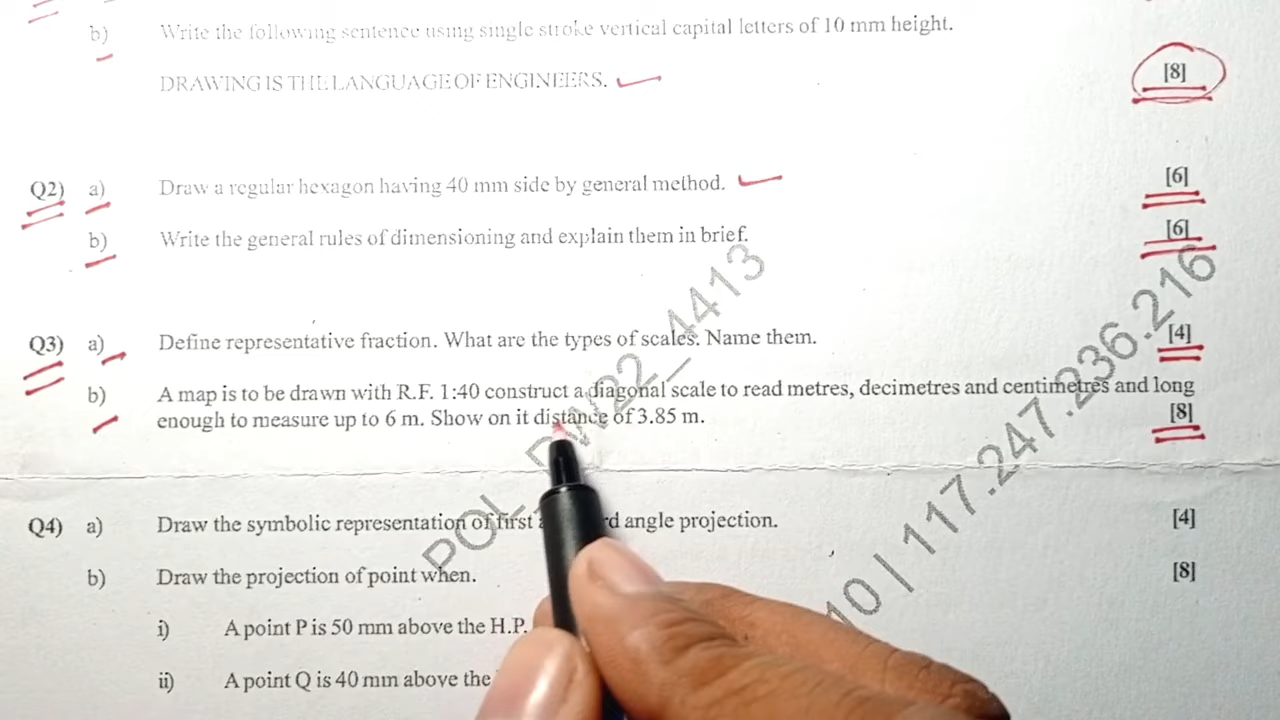 b) Write the following sentence using single stroke vertical capital letters of 10 mm height.
DRAWING IS THE LANGUAGE OF ENGINEERS. [8]
Q2) a) Draw a regular hexagon having 40 mm side by general method. [6]
b) Write the general rules of dimensioning and explain them in brief. [6]
Q3) a) Define representative fraction. What are the types of scales. Name them. [4]
b) A map is to be drawn with R.F. 1:40 construct a diagonal scale to read metres, decimetres and centimetres and long
enough to measure up to 6 m. Show on it distance of 3.85 m. [8]
Q4) a) Draw the symbolic representation of first angle projection. [4]
b) Draw the projection of point when. [8]
i) A point P is 50 mm above the H.P.
ii) A point Q is 40 mm above the
4413
10 | 117.247.236.216